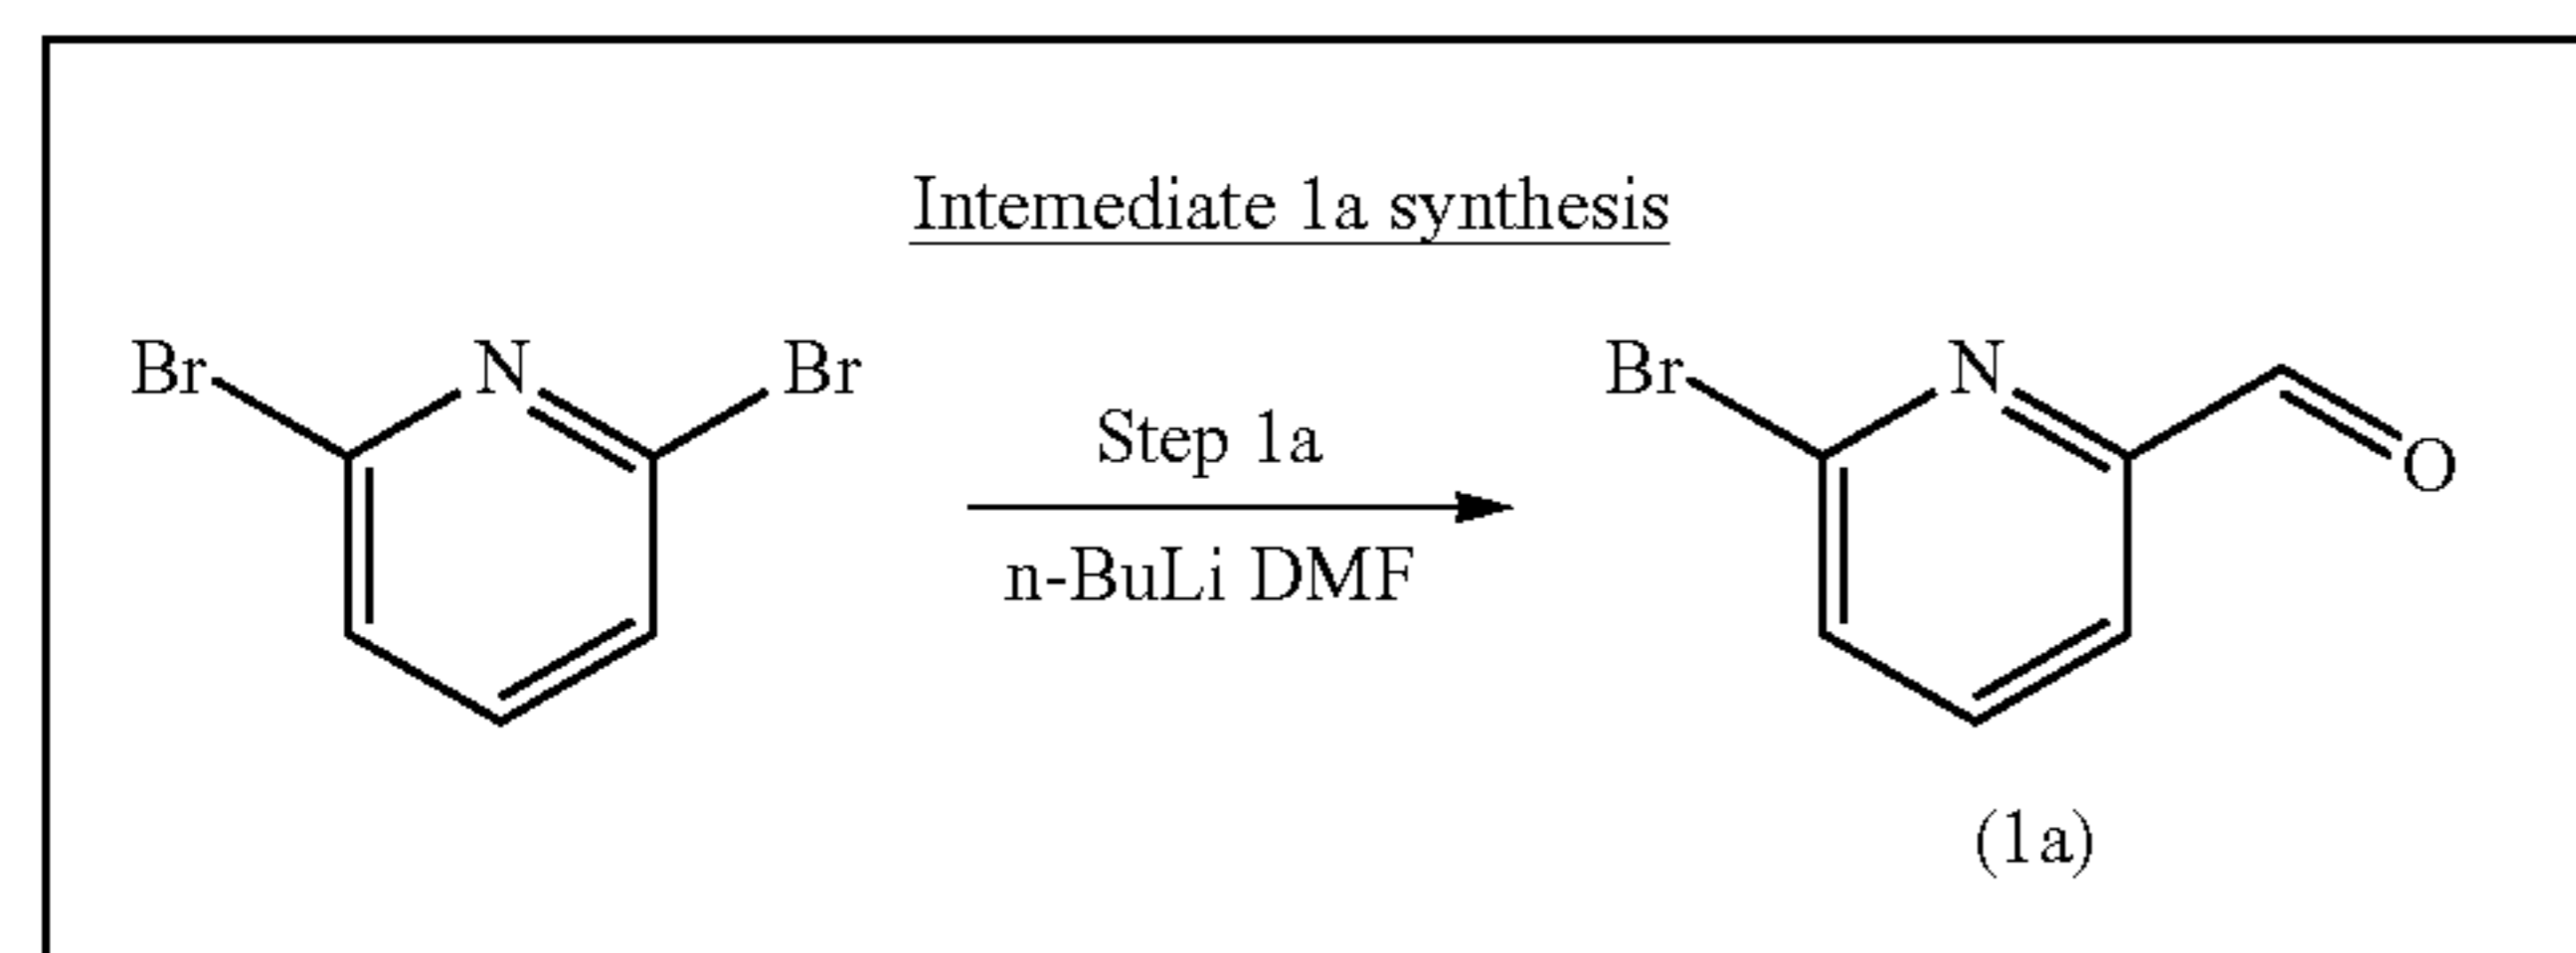 Intemediate 1a synthesis
Br N Br
Step 1a
n-BuLi DMF
Br N O
(1a)